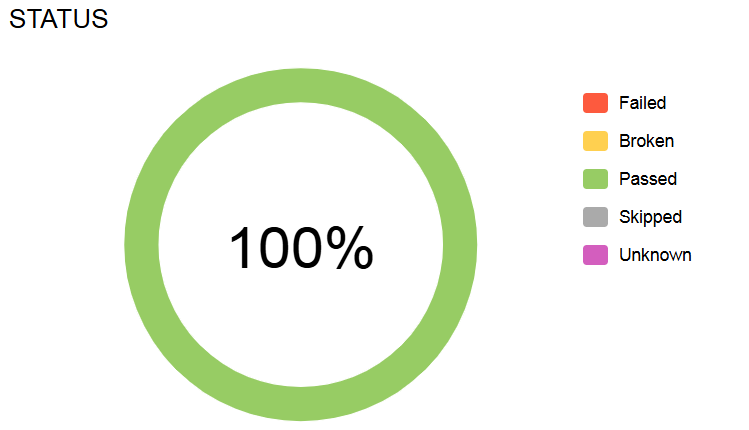 STATUS
100%
Failed
Broken
Passed
Skipped
Unknown